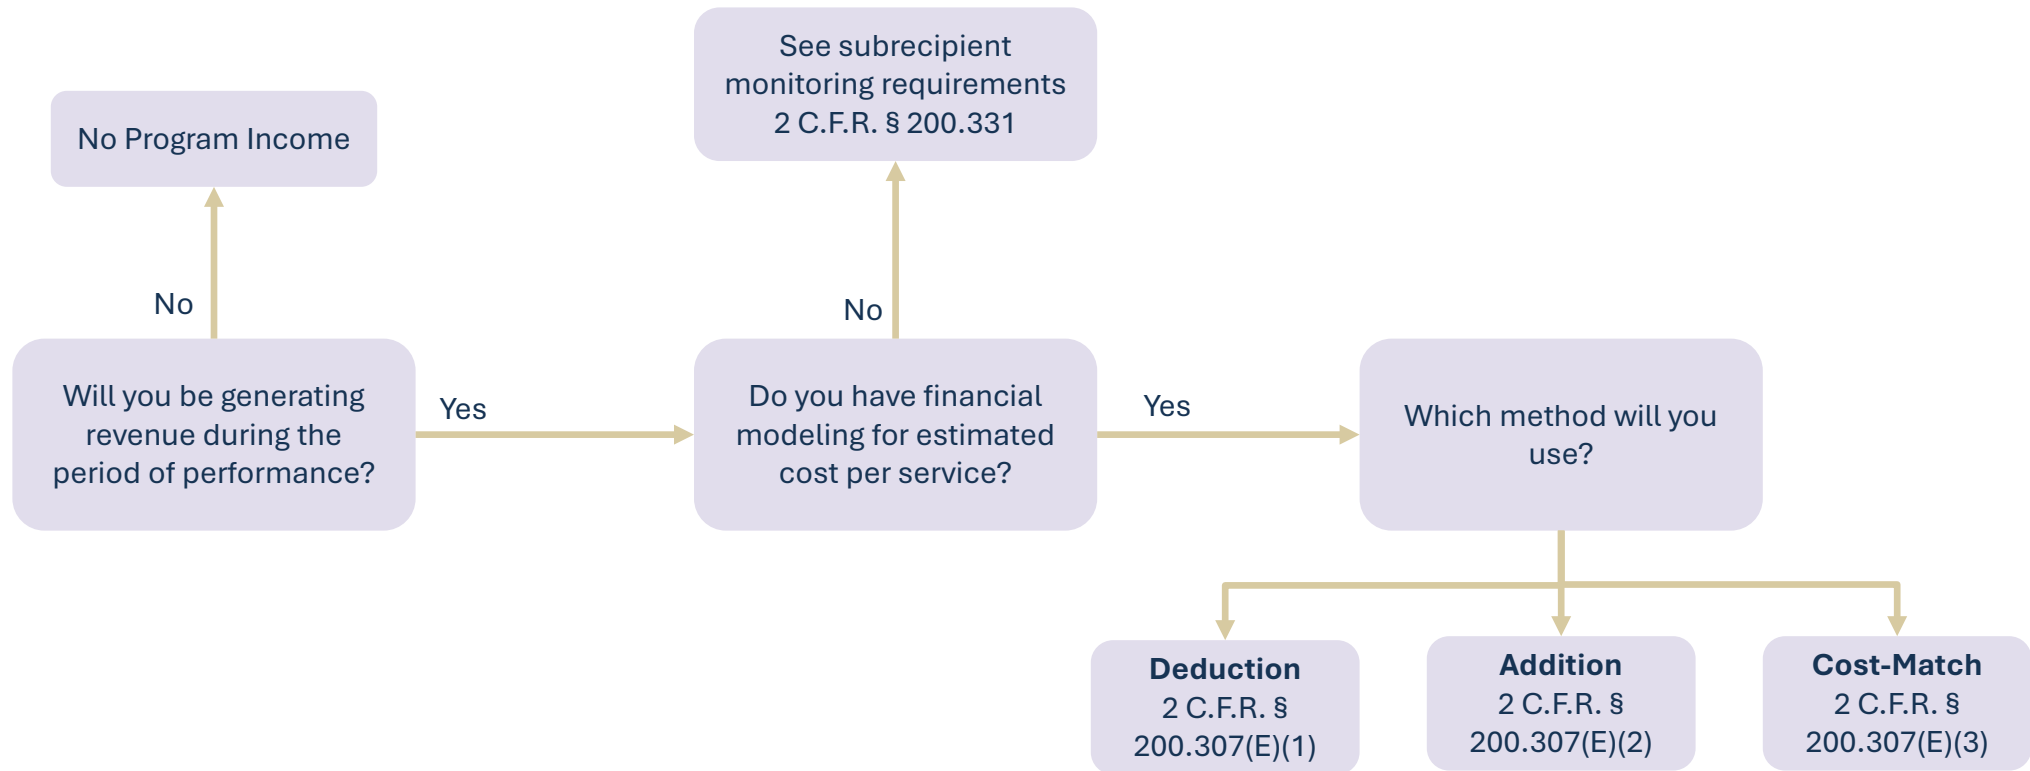 See subrecipient
monitoring requirements
2 C.F.R. § 200.331
No Program Income
No
No
Will you be generating
revenue during the
period of performance?
Yes
Do you have financial
modeling for estimated
cost per service?
Yes
Which method will you
use?
Deduction
2 C.F.R. §
200.307(E)(1)
Addition
2 C.F.R. §
200.307(E)(2)
Cost-Match
2 C.F.R. §
200.307(E)(3)